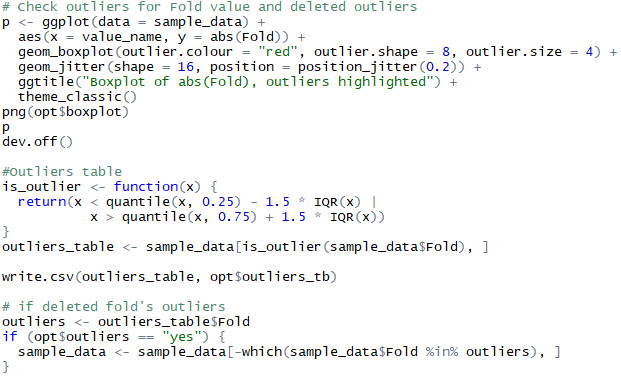 # Check outliers for Fold value and deleted outliers
p <- ggplot(data = sample_data) +
  aes(x = value_name, y = abs(Fold)) +
  geom_boxplot(outlier.colour = "red", outlier.shape = 8, outlier.size = 4) +
  geom_jitter(shape = 16, position = position_jitter(0.2)) +
  ggtitle("Boxplot of abs(Fold), outliers highlighted") +
  theme_classic()
png(opt$boxplot)
p
dev.off()

#Outliers table
is_outlier <- function(x) {
  return(x < quantile(x, 0.25) - 1.5 * IQR(x) |
           x > quantile(x, 0.75) + 1.5 * IQR(x))
}
outliers_table <- sample_data[is_outlier(sample_data$Fold), ]

write.csv(outliers_table, opt$outliers_tb)

# if deleted fold's outliers
outliers <- outliers_table$Fold
if (opt$outliers == "yes") {
  sample_data <- sample_data[-which(sample_data$Fold %in% outliers), ]
}